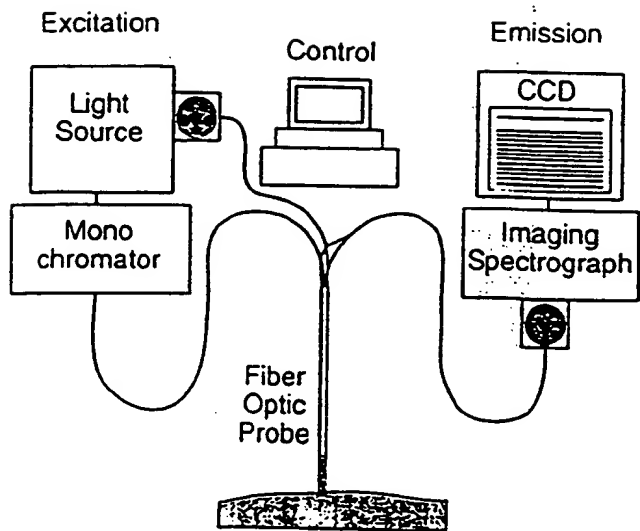 Excitation
Control
Emission
Light
Source
CCD
Mono
chromator
Imaging
Spectrograph
Fiber
Optic
Probe